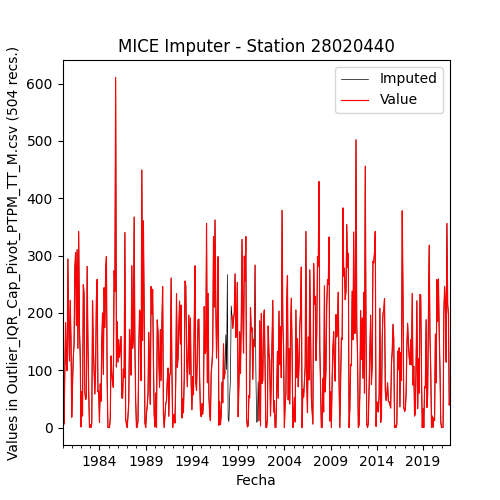 MICE Imputer - Station 28020440
Values in Outlier_IQR_Cap_Pivot_PTPM_TT_M.csv (504 recs.)
600
500
400
300
200
100
0
Imputed
Value
1984 1989 1994 1999 2004 2009 2014 2019
Fecha